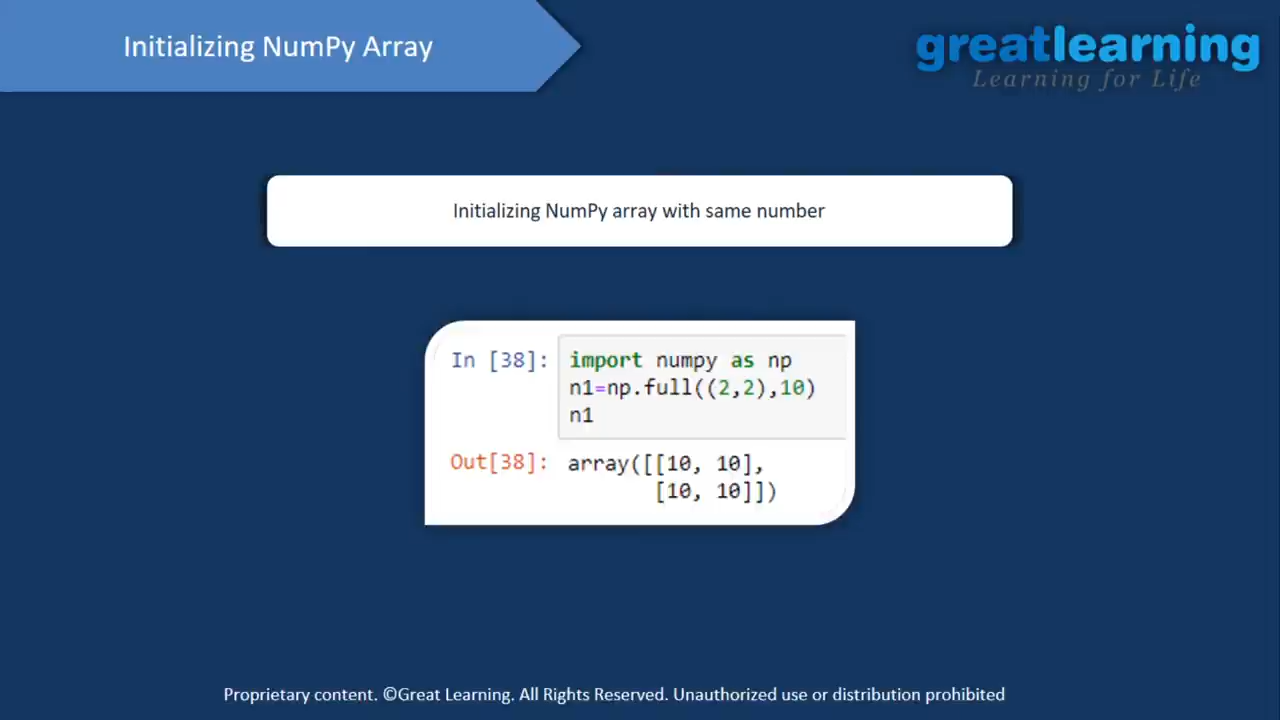 Initializing NumPy Array
greatlearning
Learning for Life
Initializing NumPy array with same number
In [38]: import numpy as np
n1=np.full((2,2),10)
n1
Out[38]: array([[10, 10],
[10, 10]])
Proprietary content. ©Great Learning. All Rights Reserved. Unauthorized use or distribution prohibited